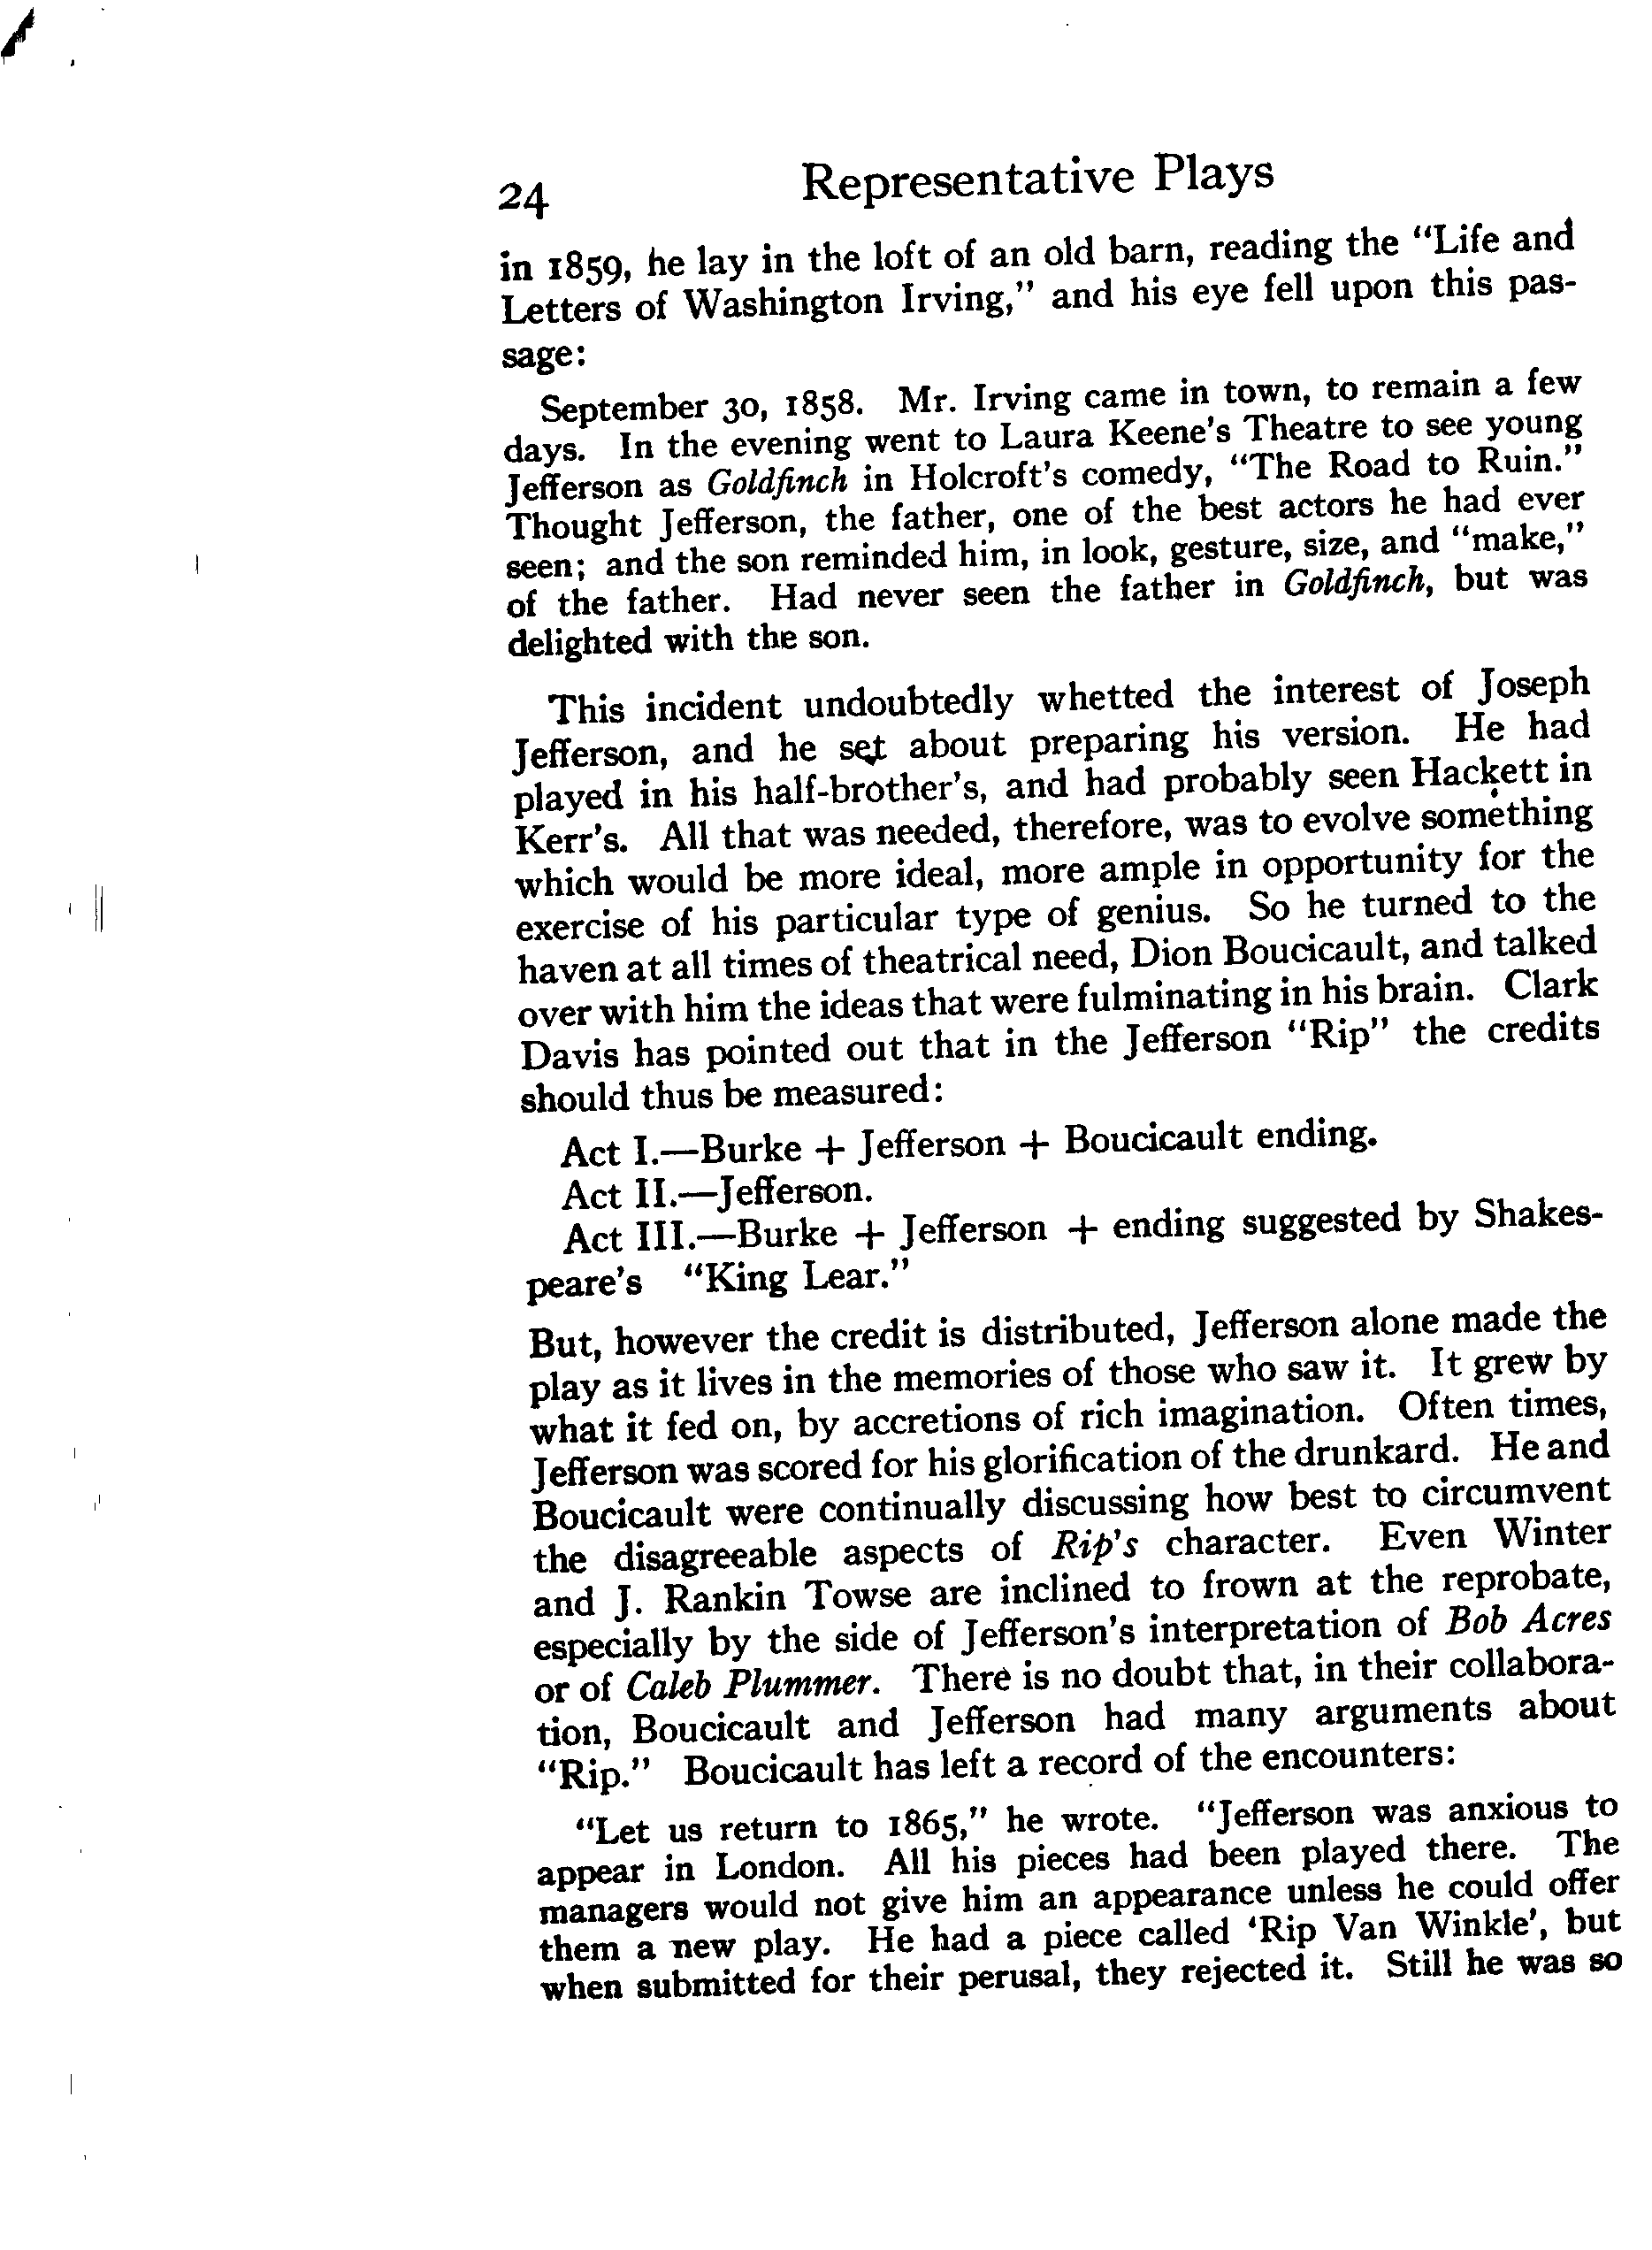 24 Representative Plays
in 1859, he lay in the loft of an old barn, reading the "Life and
Letters of Washington Irving," and his eye fell upon this pas-
sage:
September 30, 1858. Mr. Irving came in town, to remain a few
days. In the evening went to Laura Keene's Theatre to see young
Jefferson as Goldfinch in Holcroft's comedy, "The Road to Ruin."
Thought Jefferson, the father, one of the best actors he had ever
seen; and the son reminded him, in look, gesture, size, and "make,"
of the father. Had never seen the father in Goldfinch, but was
delighted with the son.
This incident undoubtedly whetted the interest of Joseph
Jefferson, and he set about preparing his version. He had
played in his half-brother's, and had probably seen Hackett in
Kerr's. All that was needed, therefore, was to evolve something
which would be more ideal, more ample in opportunity for the
exercise of his particular type of genius. So he turned to the
haven at all times of theatrical need, Dion Boucicault, and talked
over with him the ideas that were fulminating in his brain. Clark
Davis has pointed out that in the Jefferson "Rip" the credits
should thus be measured:
Act I.—Burke + Jefferson + Boucicault ending.
Act II.—Jefferson.
Act III.—Burke + Jefferson + ending suggested by Shakes-
peare's "King Lear."
But, however the credit is distributed, Jefferson alone made the
play as it lives in the memories of those who saw it. It grew by
what it fed on, by accretions of rich imagination. Often times,
Jefferson was scored for his glorification of the drunkard. He and
Boucicault were continually discussing how best to circumvent
the disagreeable aspects of Rip's character. Even Winter
and J. Rankin Towse are inclined to frown at the reprobate,
especially by the side of Jefferson's interpretation of Bob Acres
or of Caleb Plummer. There is no doubt that, in their collabora-
tion, Boucicault and Jefferson had many arguments about
"Rip." Boucicault has left a record of the encounters:
"Let us return to 1865," he wrote. "Jefferson was anxious to
appear in London. All his pieces had been played there. The
managers would not give him an appearance unless he could offer
them a new play. He had a piece called 'Rip Van Winkle', but
when submitted for their perusal, they rejected it. Still he was so